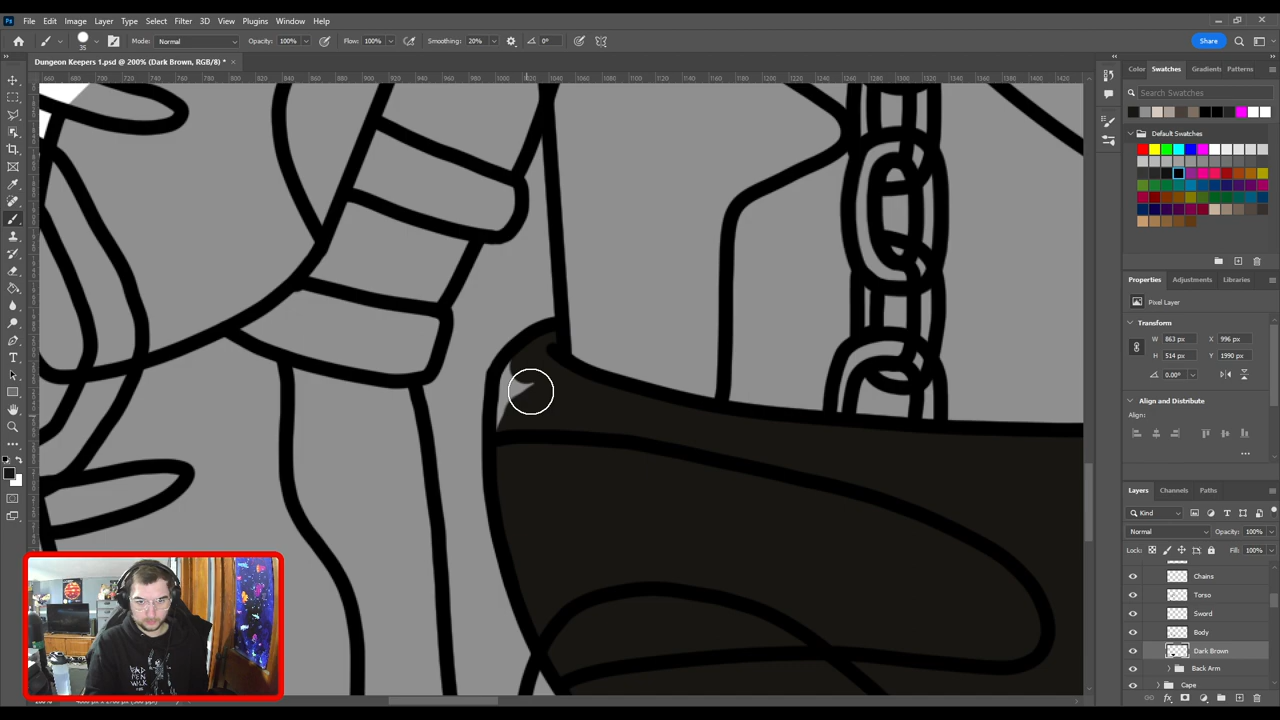 Ps File Edit Image Layer Type Select Filter 3D View Plugins Window Help
35 Mode: Normal Opacity: 100% Flow: 100% Smoothing: 20% 0° Share
Dungeon Keepers 1.psd @ 200% (Dark Brown, RGB/8) *
Color Swatches Gradients Patterns
Search Swatches
Default Swatches
Properties Adjustments Libraries
Pixel Layer
Transform
W 863 px X 996 px
H 514 px Y 1990 px
0.00°
Align and Distribute
Align:
Layers Channels Paths
Kind
Normal Opacity: 100%
Lock: Fill: 100%
Chains
Torso
Sword
Body
Dark Brown
Back Arm
Cape